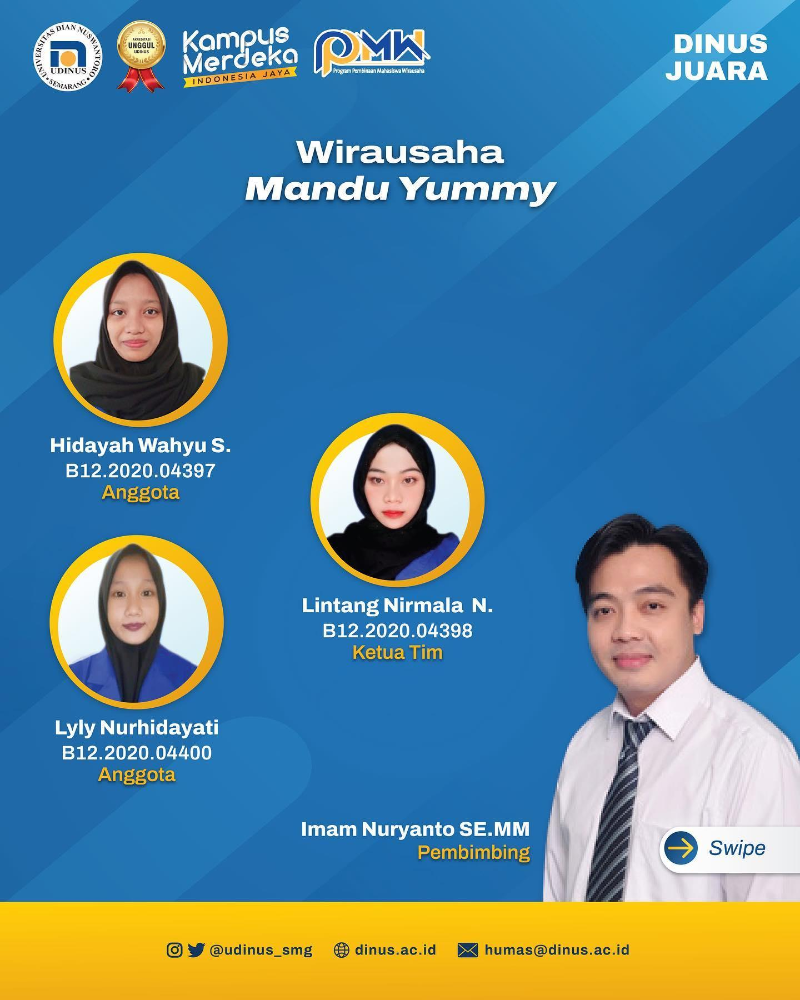 UNIVERSITAS DIAN NUSWANTORO
UDINUS
• SEMARANG •
AKREDITASI
UNGGUL
UDINUS
Kampus
Merdeka
INDONESIA JAYA
PMW
Program Pembinaan Mahasiswa Wirausaha
DINUS
JUARA
Wirausaha
Mandu Yummy
Hidayah Wahyu S.
B12.2020.04397
Anggota
Lintang Nirmala N.
B12.2020.04398
Ketua Tim
Lyly Nurhidayati
B12.2020.04400
Anggota
Imam Nuryanto SE.MM
Pembimbing
Swipe
@udinus_smg dinus.ac.id humas@dinus.ac.id